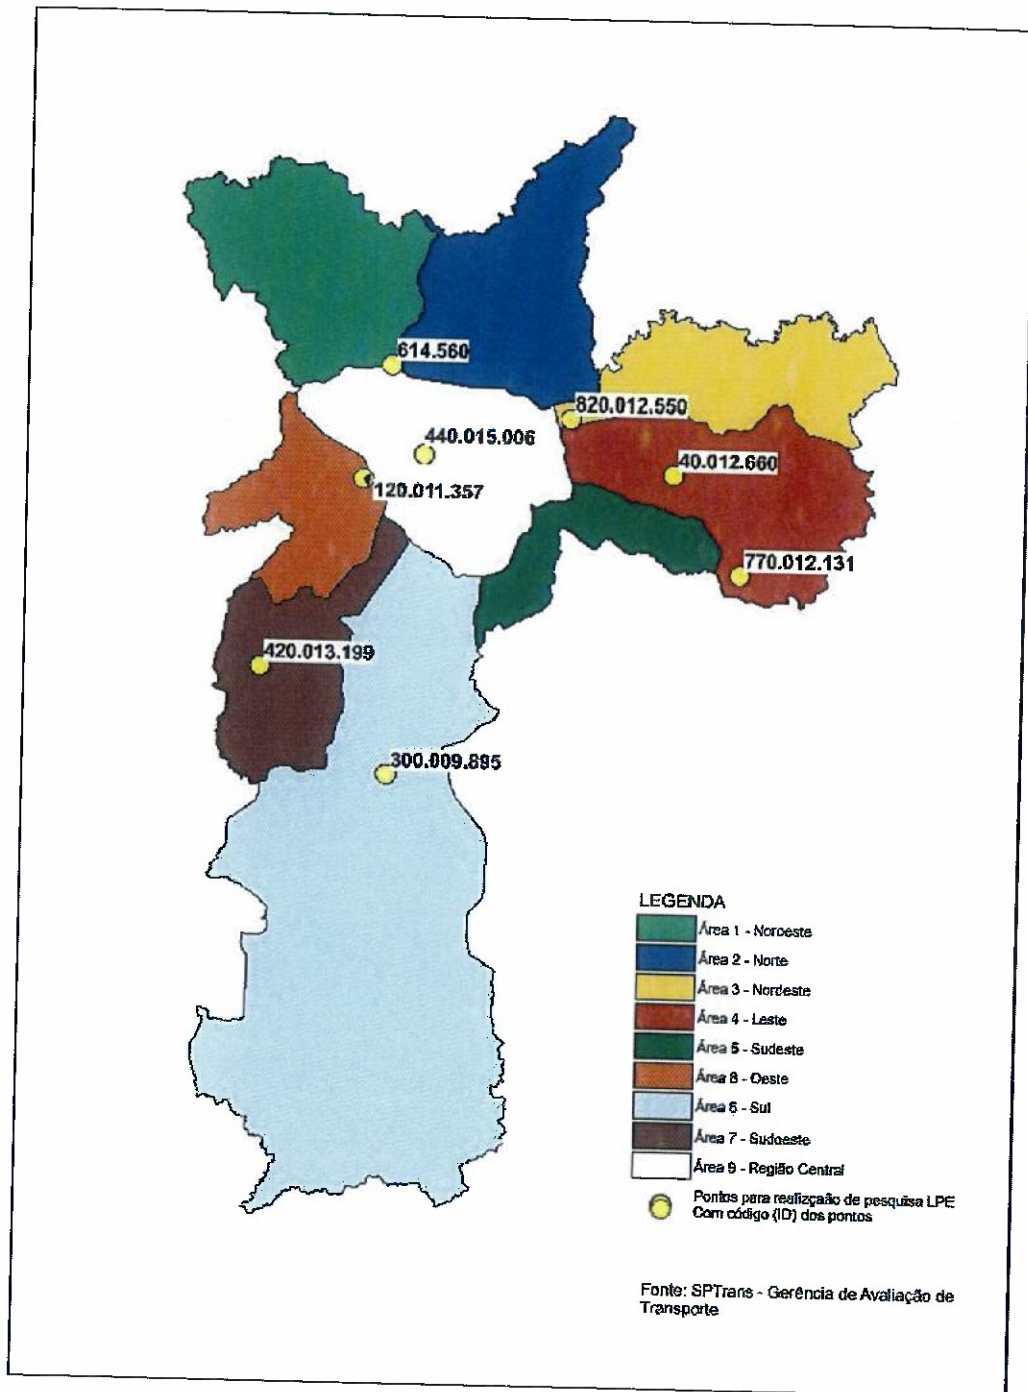 614.560
820.012.550
440.015.006
40.012.660
120.011.357
770.012.131
420.013.199
300.009.895
LEGENDA
Área 1 - Noroeste
Área 2 - Norte
Área 3 - Nordeste
Área 4 - Leste
Área 5 - Sudeste
Área 8 - Oeste
Área 6 - Sul
Área 7 - Sudoeste
Área 9 - Região Central
Pontos para realizçaão de pesquisa LPE
Com código (ID) dos pontos
Fonte: SPTrans - Gerência de Avaliação de
Transporte